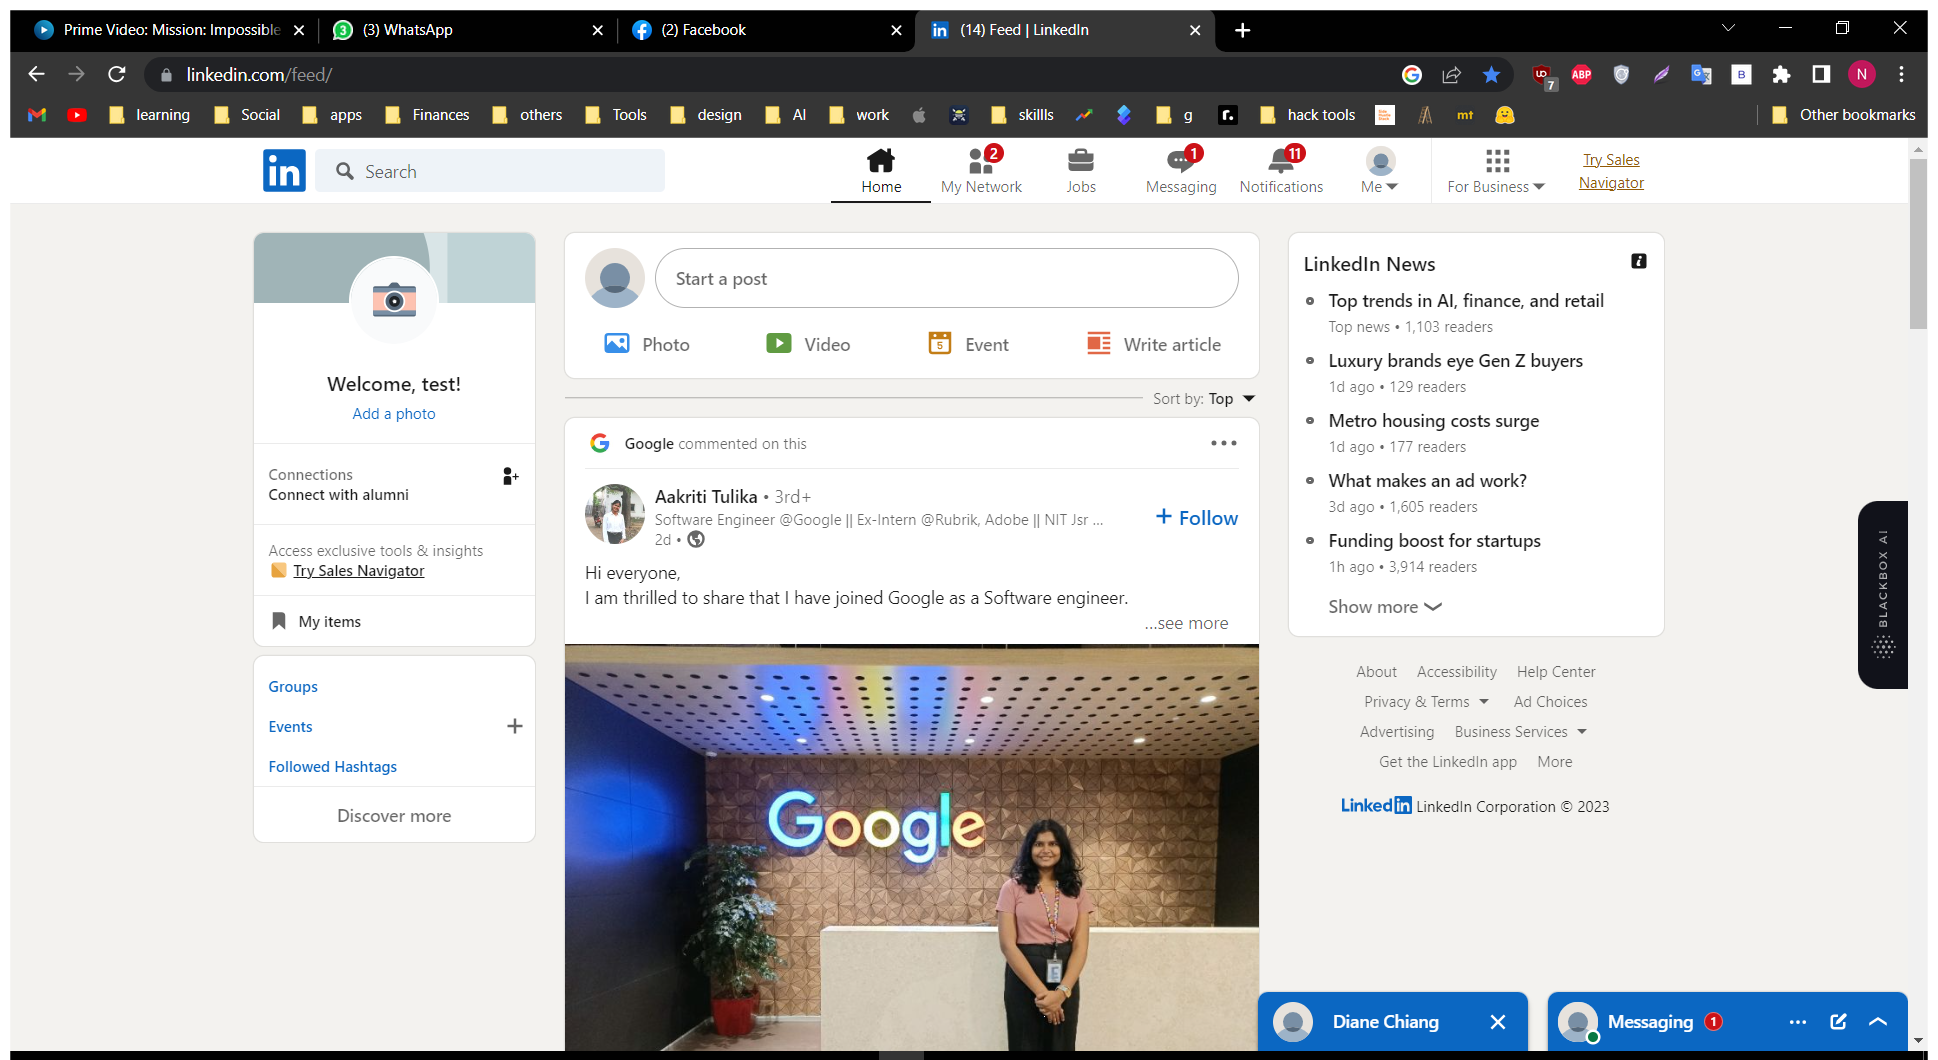 Prime Video: Mission: Impossible
(3) WhatsApp
(2) Facebook
(14) Feed | LinkedIn
linkedin.com/feed/
7
ABP
B
N
learning
Social
apps
Finances
others
Tools
design
AI
work
skillls
g
hack tools
mt
Other bookmarks
in
Search
Home
2
My Network
Jobs
1
Messaging
11
Notifications
Me
For Business
Try Sales
Navigator
Welcome, test!
Add a photo
Connections
Connect with alumni
Access exclusive tools & insights
Try Sales Navigator
My items
Groups
Events
Followed Hashtags
Discover more
Start a post
Photo
Video
5
Event
Write article
Sort by: Top
Google commented on this
Aakriti Tulika • 3rd+
Software Engineer @Google || Ex-Intern @Rubrik, Adobe || NIT Jsr ...
2d •
+ Follow
Hi everyone,
I am thrilled to share that I have joined Google as a Software engineer.
...see more
Google
LinkedIn News
Top trends in AI, finance, and retail
Top news • 1,103 readers
Luxury brands eye Gen Z buyers
1d ago • 129 readers
Metro housing costs surge
1d ago • 177 readers
What makes an ad work?
3d ago • 1,605 readers
Funding boost for startups
1h ago • 3,914 readers
Show more
About Accessibility Help Center
Privacy & Terms Ad Choices
Advertising Business Services
Get the LinkedIn app More
LinkedIn LinkedIn Corporation © 2023
BLACKBOX AI
Diane Chiang
Messaging 1